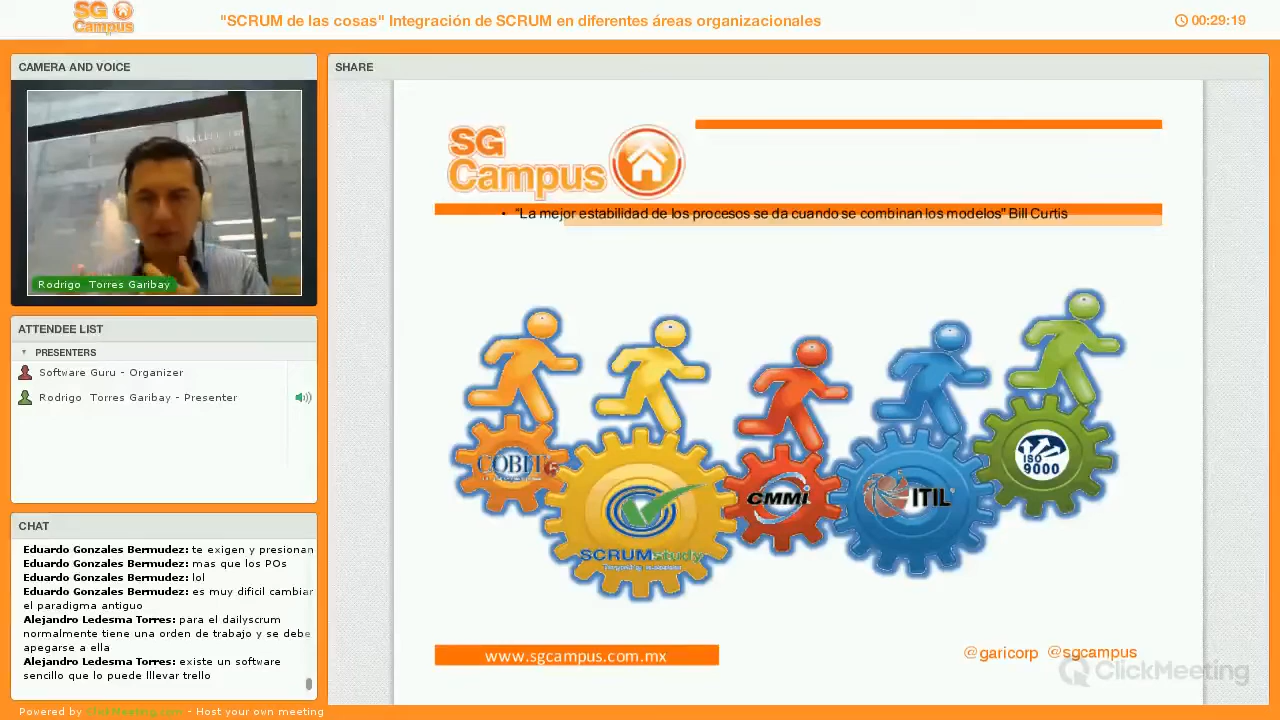 SG
Campus
"SCRUM de las cosas" Integración de SCRUM en diferentes áreas organizacionales
00:29:19
CAMERA AND VOICE
Rodrigo Torres Garibay
ATTENDEE LIST
PRESENTERS
Software Guru - Organizer
Rodrigo Torres Garibay - Presenter
CHAT
Eduardo Gonzales Bermudez: te exigen y presionan
Eduardo Gonzales Bermudez: mas que los POs
Eduardo Gonzales Bermudez: lol
Eduardo Gonzales Bermudez: es muy dificil cambiar
el paradigma antiguo
Alejandro Ledesma Torres: para el dailyscrum
normalmente tiene una orden de trabajo y se debe
apegarse a ella
Alejandro Ledesma Torres: existe un software
sencillo que lo puede lllevar trello
Powered by ClickMeeting.com - Host your own meeting
SHARE
SG
Campus
• "La mejor estabilidad de los procesos se da cuando se combinan los modelos" Bill Curtis
COBIT 5
SCRUMstudy
CMMI
ITIL
ISO
9000
www.sgcampus.com.mx
@garicorp @sgcampus
ClickMeeting